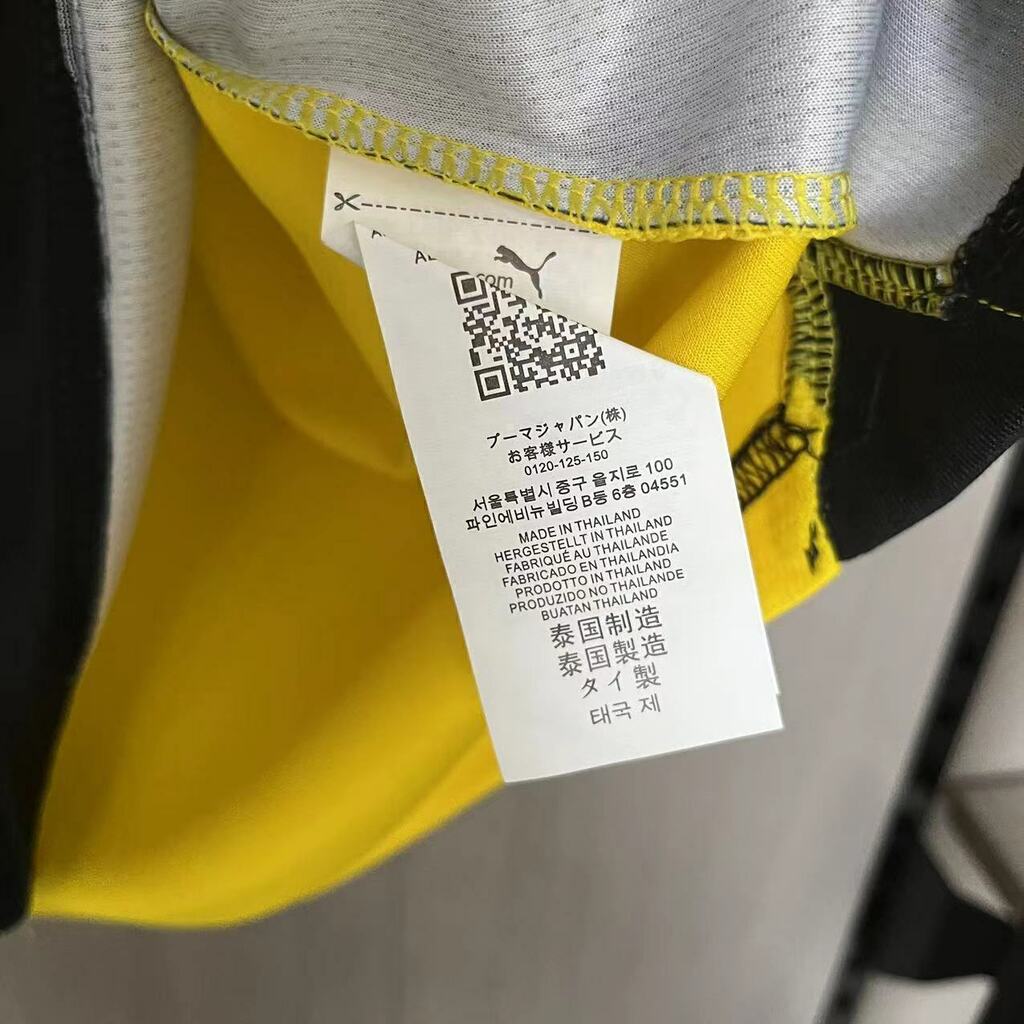 com
プーマジャパン(株)
お客様サービス
0120-125-150
서울특별시 중구 을지로 100
파인에비뉴빌딩 B동 6층 04551
MADE IN THAILAND
HERGESTELLT IN THAILAND
FABRIQUÉ AU THAILANDE
FABRICADO EN THAILANDIA
PRODOTTO IN THAILAND
PRODUZIDO NO THAILANDE
BUATAN THAILAND
泰国制造
泰国製造
タイ製
태국 제